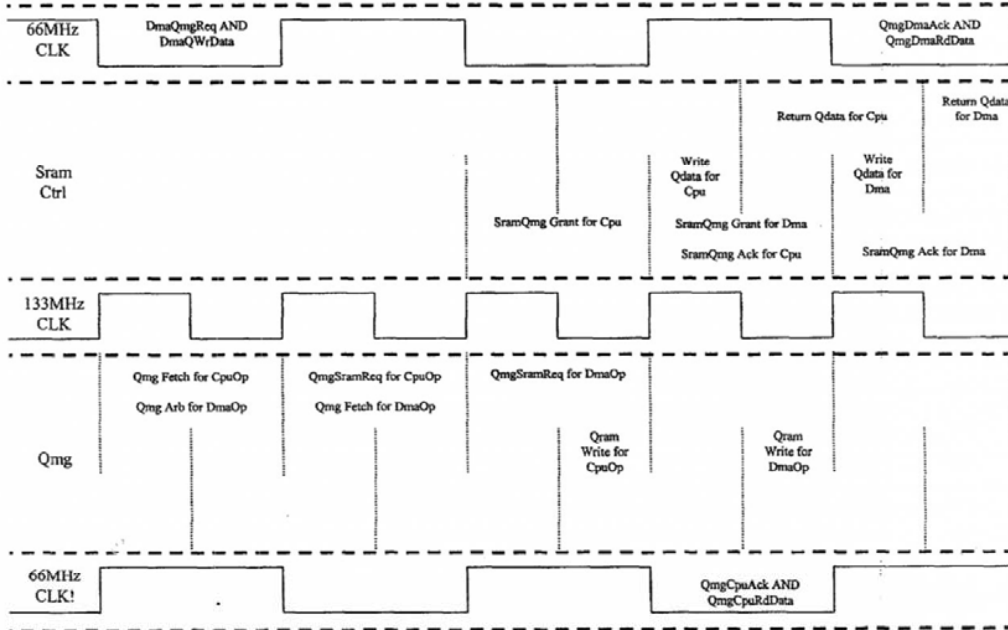 66MHz
CLK
DmaQmgReq AND
DmaQWrData
QmgDmaAck AND
QmgDmaRdData
Sram
Ctrl
Return Qdata for Cpu
Return Qdata
for Dma
Write
Qdata for
Cpu
Write
Qdata for
Dma
SramQmg Grant for Cpu
SramQmg Grant for Dma
SramQmg Ack for Cpu
SramQmg Ack for Dma
133MHz
CLK
Qmg
Qmg Fetch for CpuOp
Qmg Arb for DmaOp
QmgSramReq for CpuOp
Qmg Fetch for DmaOp
QmgSramReq for DmaOp
Qram
Write for
CpuOp
Qram
Write for
DmaOp
66MHz
CLK!
QmgCpuAck AND
QmgCpuRdData